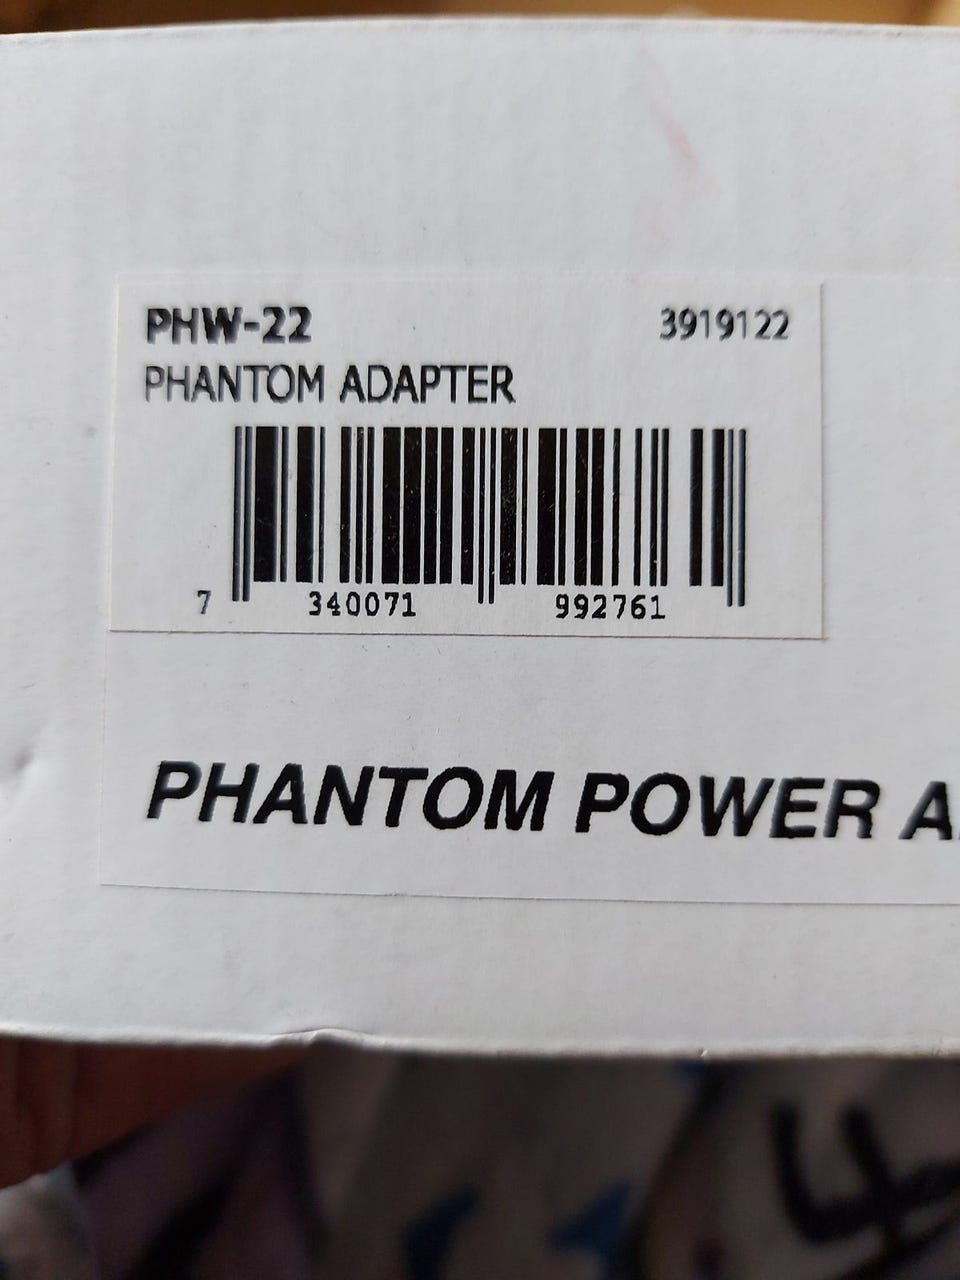 PHW-22 3919122
PHANTOM ADAPTER
7 340071 992761
PHANTOM POWER A